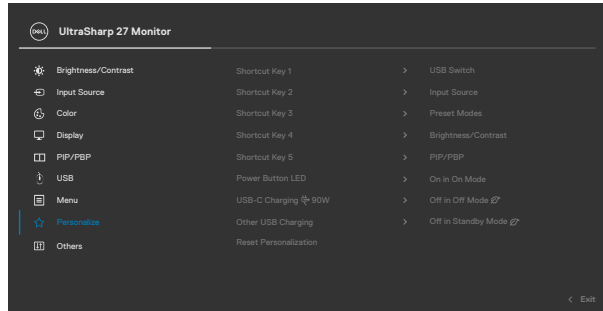 DELL UltraSharp 27 Monitor
Brightness/Contrast Shortcut Key 1 > USB Switch
Input Source Shortcut Key 2 > Input Source
Color Shortcut Key 3 > Preset Modes
Display Shortcut Key 4 > Brightness/Contrast
PIP/PBP Shortcut Key 5 > PIP/PBP
USB Power Button LED > On in On Mode
Menu USB-C Charging 90W > Off in Off Mode
Personalize Other USB Charging > Off in Standby Mode
Others Reset Personalization
< Exit